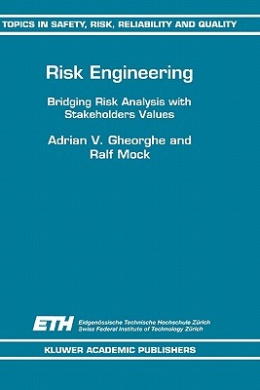 TOPICS IN SAFETY, RISK, RELIABILITY AND QUALITY
Risk Engineering
Bridging Risk Analysis with
Stakeholders Values
Adrian V. Gheorghe and
Ralf Mock
ETH
Eidgenössische Technische Hochschule Zürich
Swiss Federal Institute of Technology Zürich
KLUWER ACADEMIC PUBLISHERS